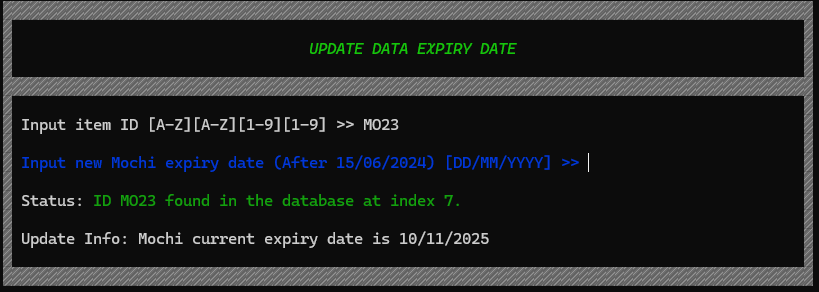 UPDATE DATA EXPIRY DATE
Input item ID [A-Z][A-Z][1-9][1-9] >> MO23
Input new Mochi expiry date (After 15/06/2024) [DD/MM/YYYY] >>
Status: ID MO23 found in the database at index 7.
Update Info: Mochi current expiry date is 10/11/2025